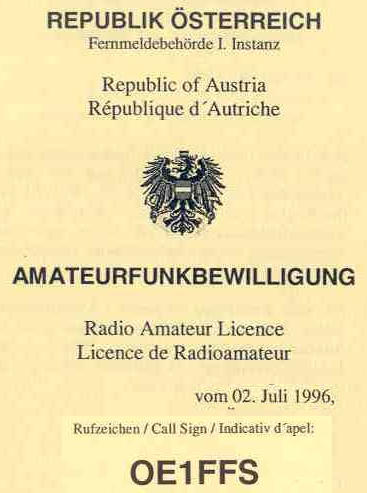 REPUBLIK ÖSTERREICH
Fernmeldebehörde I. Instanz
Republic of Austria
République d´Autriche
AMATEURFUNKBEWILLIGUNG
Radio Amateur Licence
Licence de Radioamateur
vom 02. Juli 1996,
Rufzeichen / Call Sign / Indicativ d´apel:
OE1FFS